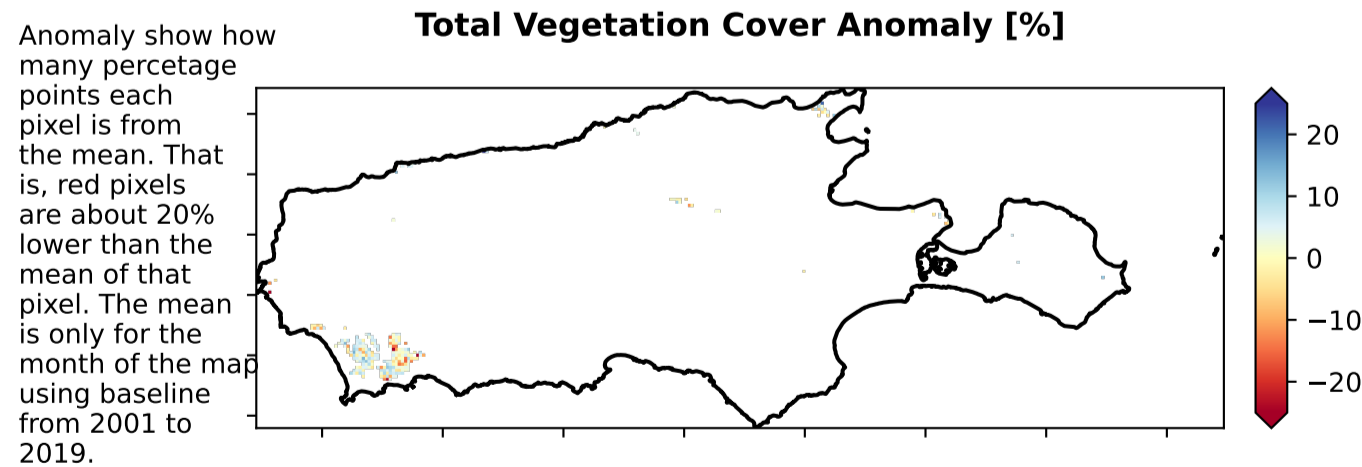 Total Vegetation Cover Anomaly [%]
Anomaly show how
many percetage
points each
pixel is from
the mean. That
is, red pixels
are about 20%
lower than the
mean of that
pixel. The mean
is only for the
month of the map
using baseline
from 2001 to
2019.
20
10
0
−10
−20